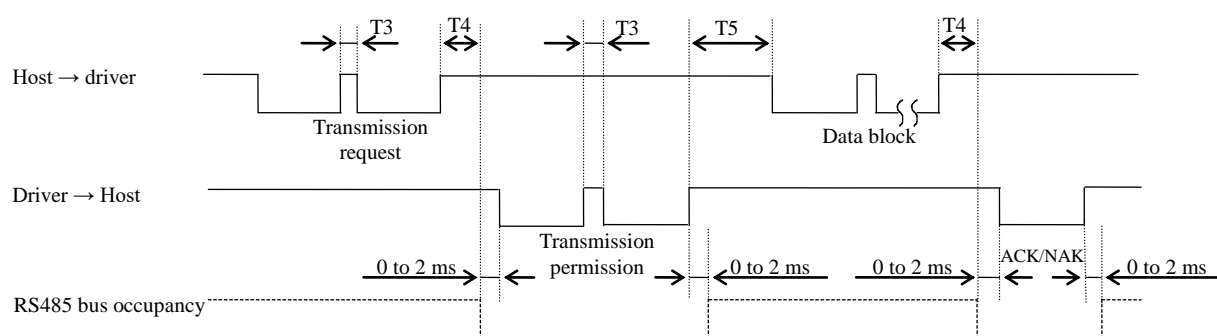 T3
T4
T3
T5
T4
Host → driver
Transmission
request
Data block
Driver → Host
Transmission
permission
0 to 2 ms
0 to 2 ms
0 to 2 ms
ACK/NAK
0 to 2 ms
RS485 bus occupancy